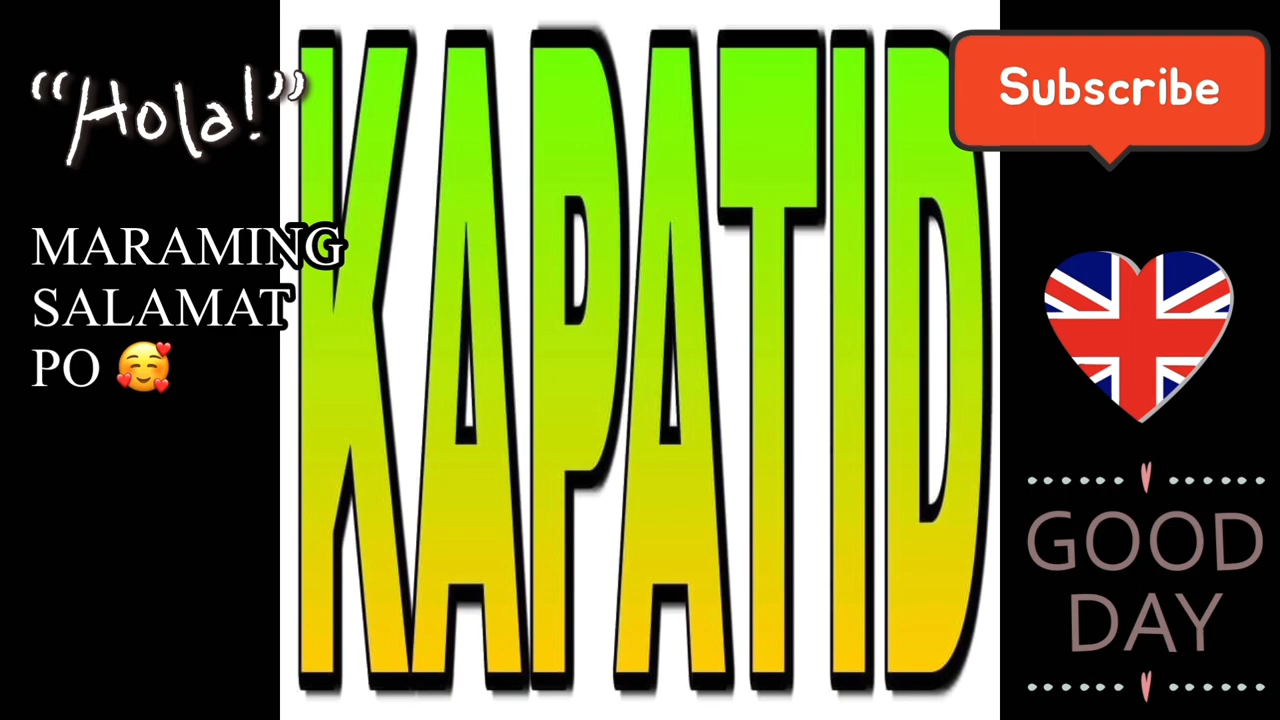 “Hola!”
MARAMING
SALAMAT
PO 🥰
KAPATID
Subscribe
GOOD
DAY